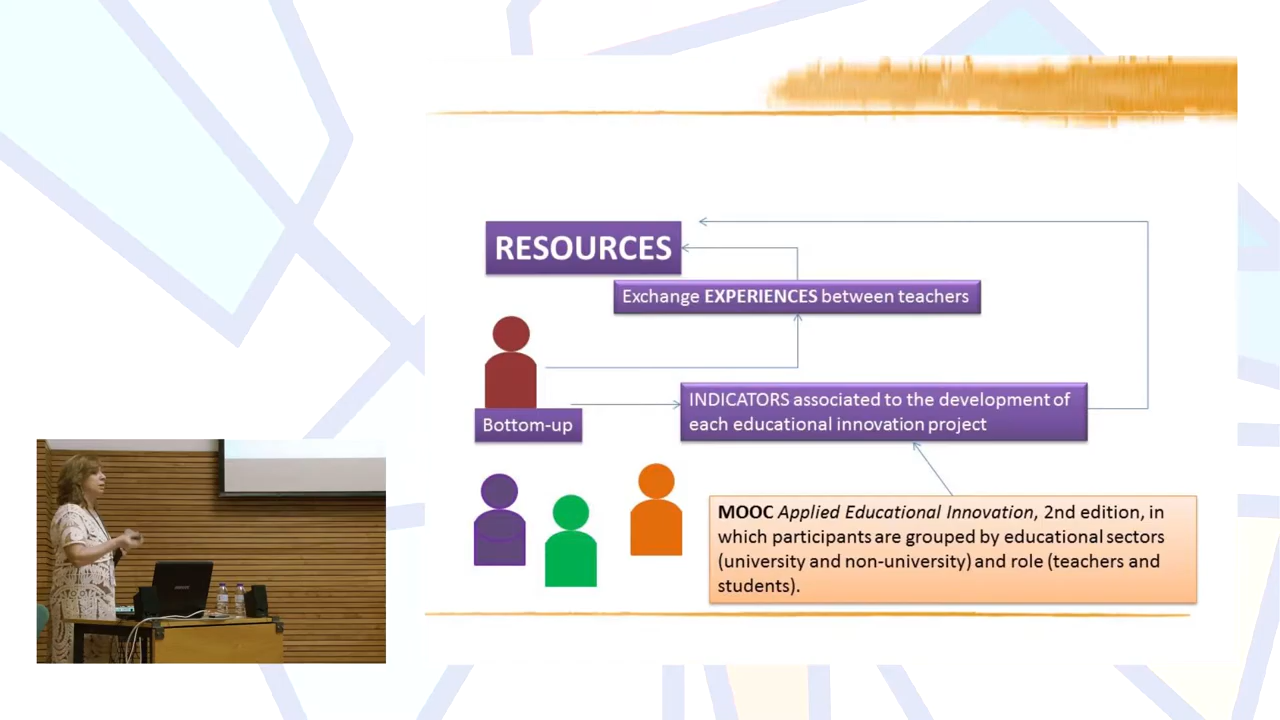 RESOURCES
Exchange EXPERIENCES between teachers
INDICATORS associated to the development of
each educational innovation project
Bottom-up
MOOC Applied Educational Innovation, 2nd edition, in
which participants are grouped by educational sectors
(university and non-university) and role (teachers and
students).